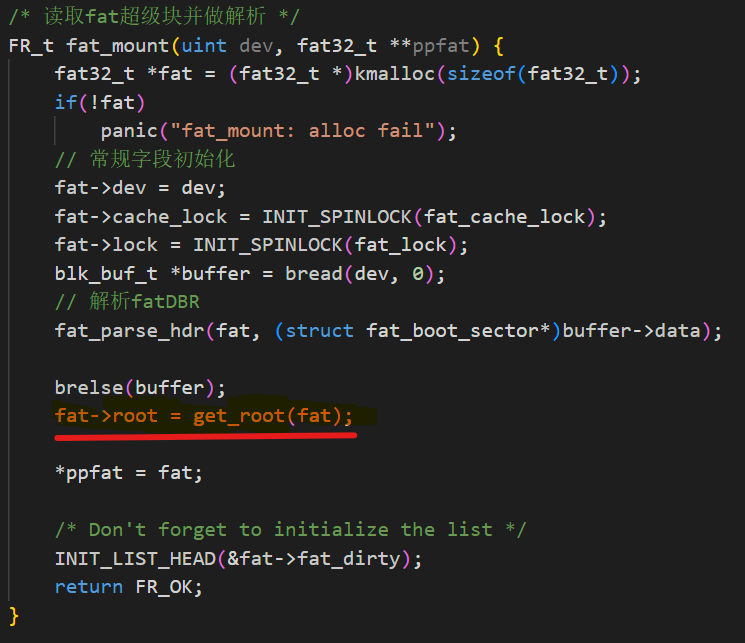 /* 读取fat超级块并做解析 */
FR_t fat_mount(uint dev, fat32_t **ppfat) {
    fat32_t *fat = (fat32_t *)kmalloc(sizeof(fat32_t));
    if(!fat)
        panic("fat_mount: alloc fail");
    // 常规字段初始化
    fat->dev = dev;
    fat->cache_lock = INIT_SPINLOCK(fat_cache_lock);
    fat->lock = INIT_SPINLOCK(fat_lock);
    blk_buf_t *buffer = bread(dev, 0);
    // 解析fatDBR
    fat_parse_hdr(fat, (struct fat_boot_sector*)buffer->data);
    brelse(buffer);
    fat->root = get_root(fat);
    *ppfat = fat;
    /* Don't forget to initialize the list */
    INIT_LIST_HEAD(&fat->fat_dirty);
    return FR_OK;
}